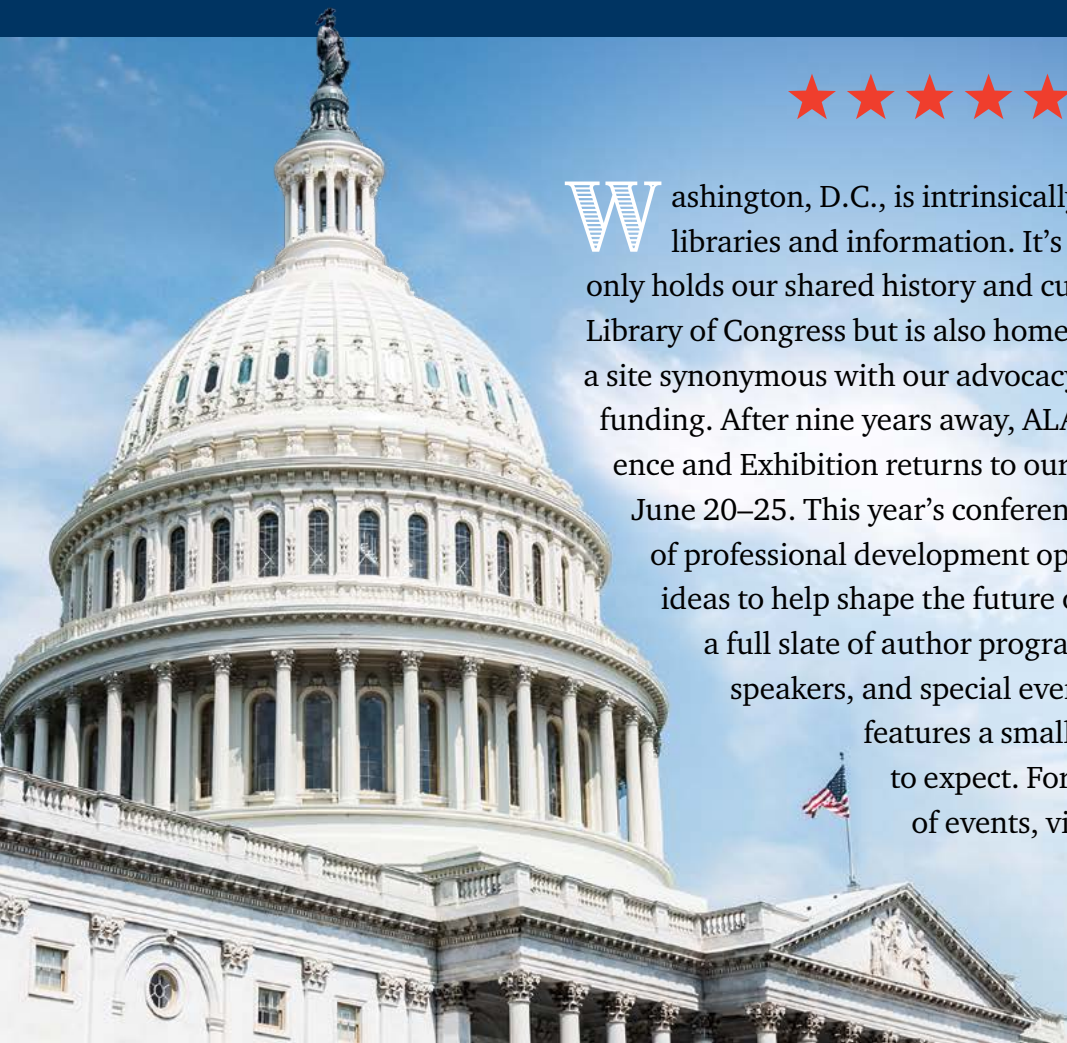 Washington, D.C., is intrinsically
libraries and information. It’s
only holds our shared history and cu
Library of Congress but is also home
a site synonymous with our advocacy
funding. After nine years away, ALA
ence and Exhibition returns to our
June 20–25. This year’s conferen
of professional development op
ideas to help shape the future
a full slate of author progra
speakers, and special eve
features a small
to expect. For
of events, vi